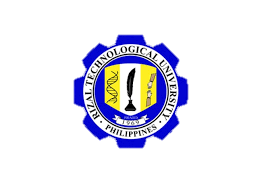 RIZAL TECHNOLOGICAL UNIVERSITY
1969
• PHILIPPINES •